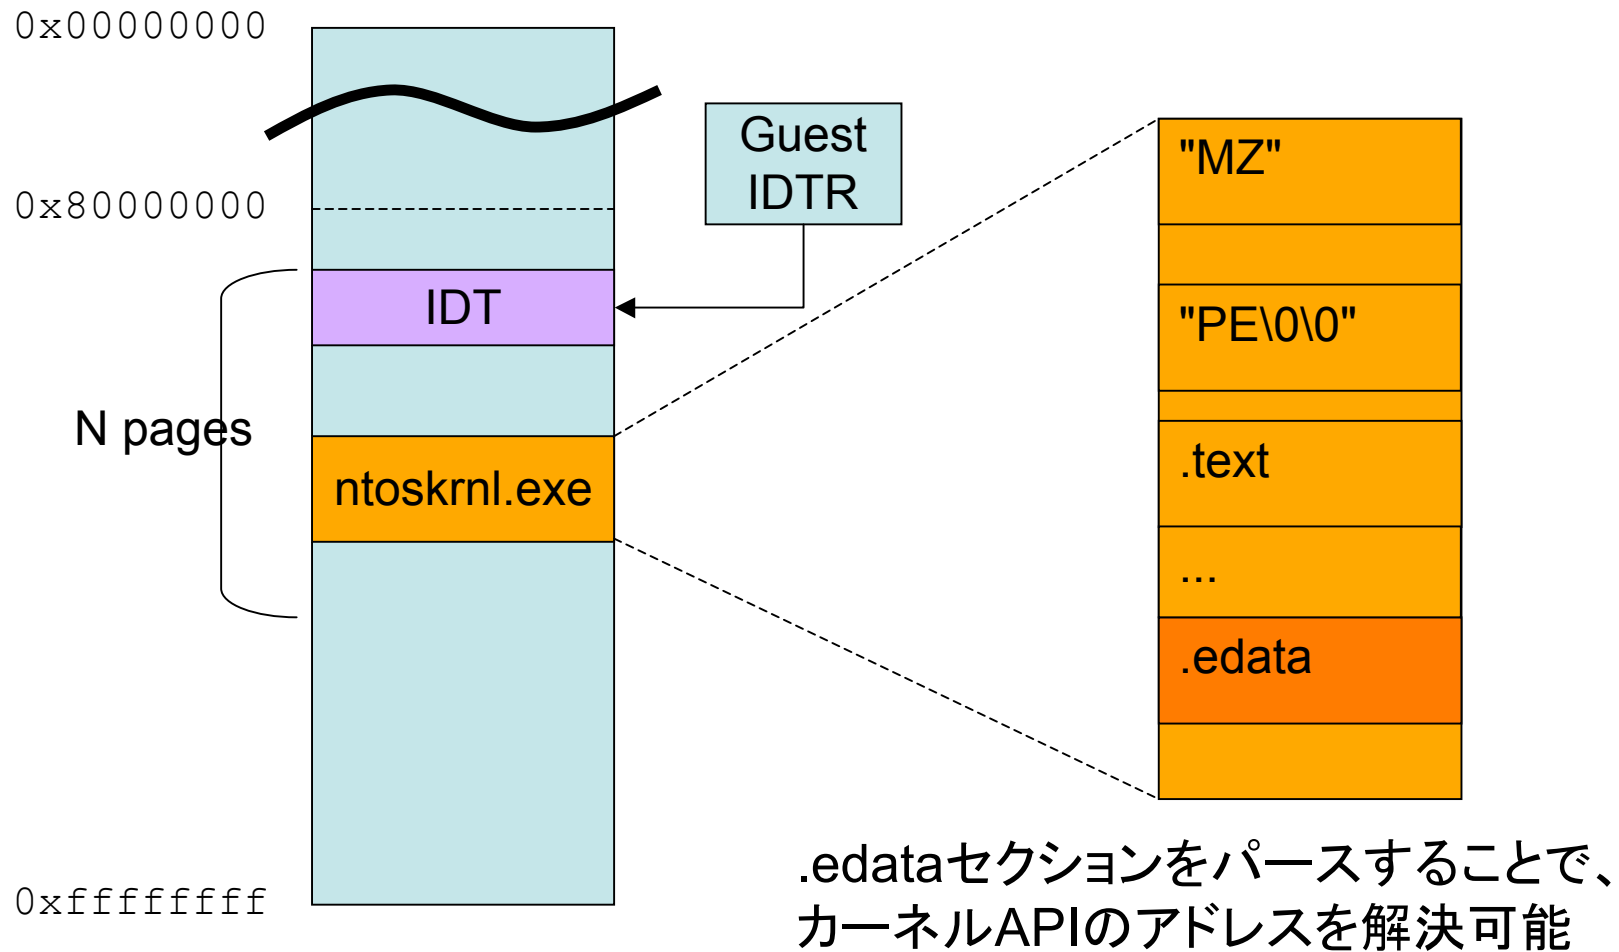 0x00000000
0x80000000
Guest
IDTR
IDT
N pages
ntoskrnl.exe
0xffffffff
"MZ"
"PE\0\0"
.text
...
.edata
.edataセクションをパースすることで、
カーネルAPIのアドレスを解決可能